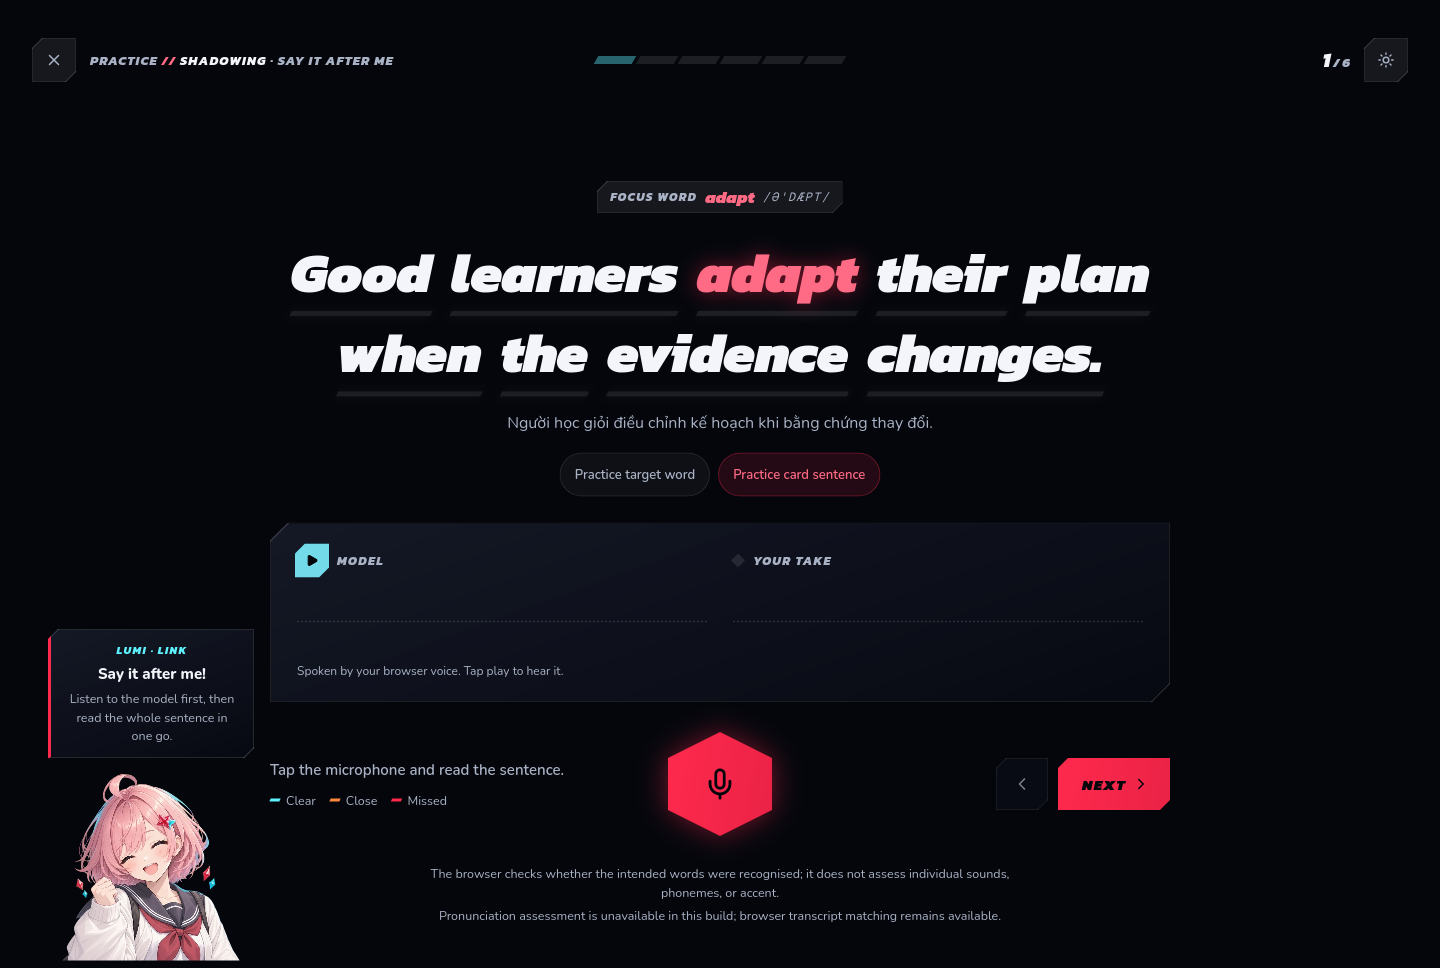 PRACTICE // SHADOWING · SAY IT AFTER ME
1/6
FOCUS WORD adapt /ə'dæpt/
Good learners adapt their plan
when the evidence changes.
Người học giỏi điều chỉnh kế hoạch khi bằng chứng thay đổi.
Practice target word
Practice card sentence
MODEL
YOUR TAKE
Spoken by your browser voice. Tap play to hear it.
LUMI · LINK
Say it after me!
Listen to the model first, then
read the whole sentence in
one go.
Tap the microphone and read the sentence.
Clear
Close
Missed
NEXT
The browser checks whether the intended words were recognised; it does not assess individual sounds,
phonemes, or accent.
Pronunciation assessment is unavailable in this build; browser transcript matching remains available.